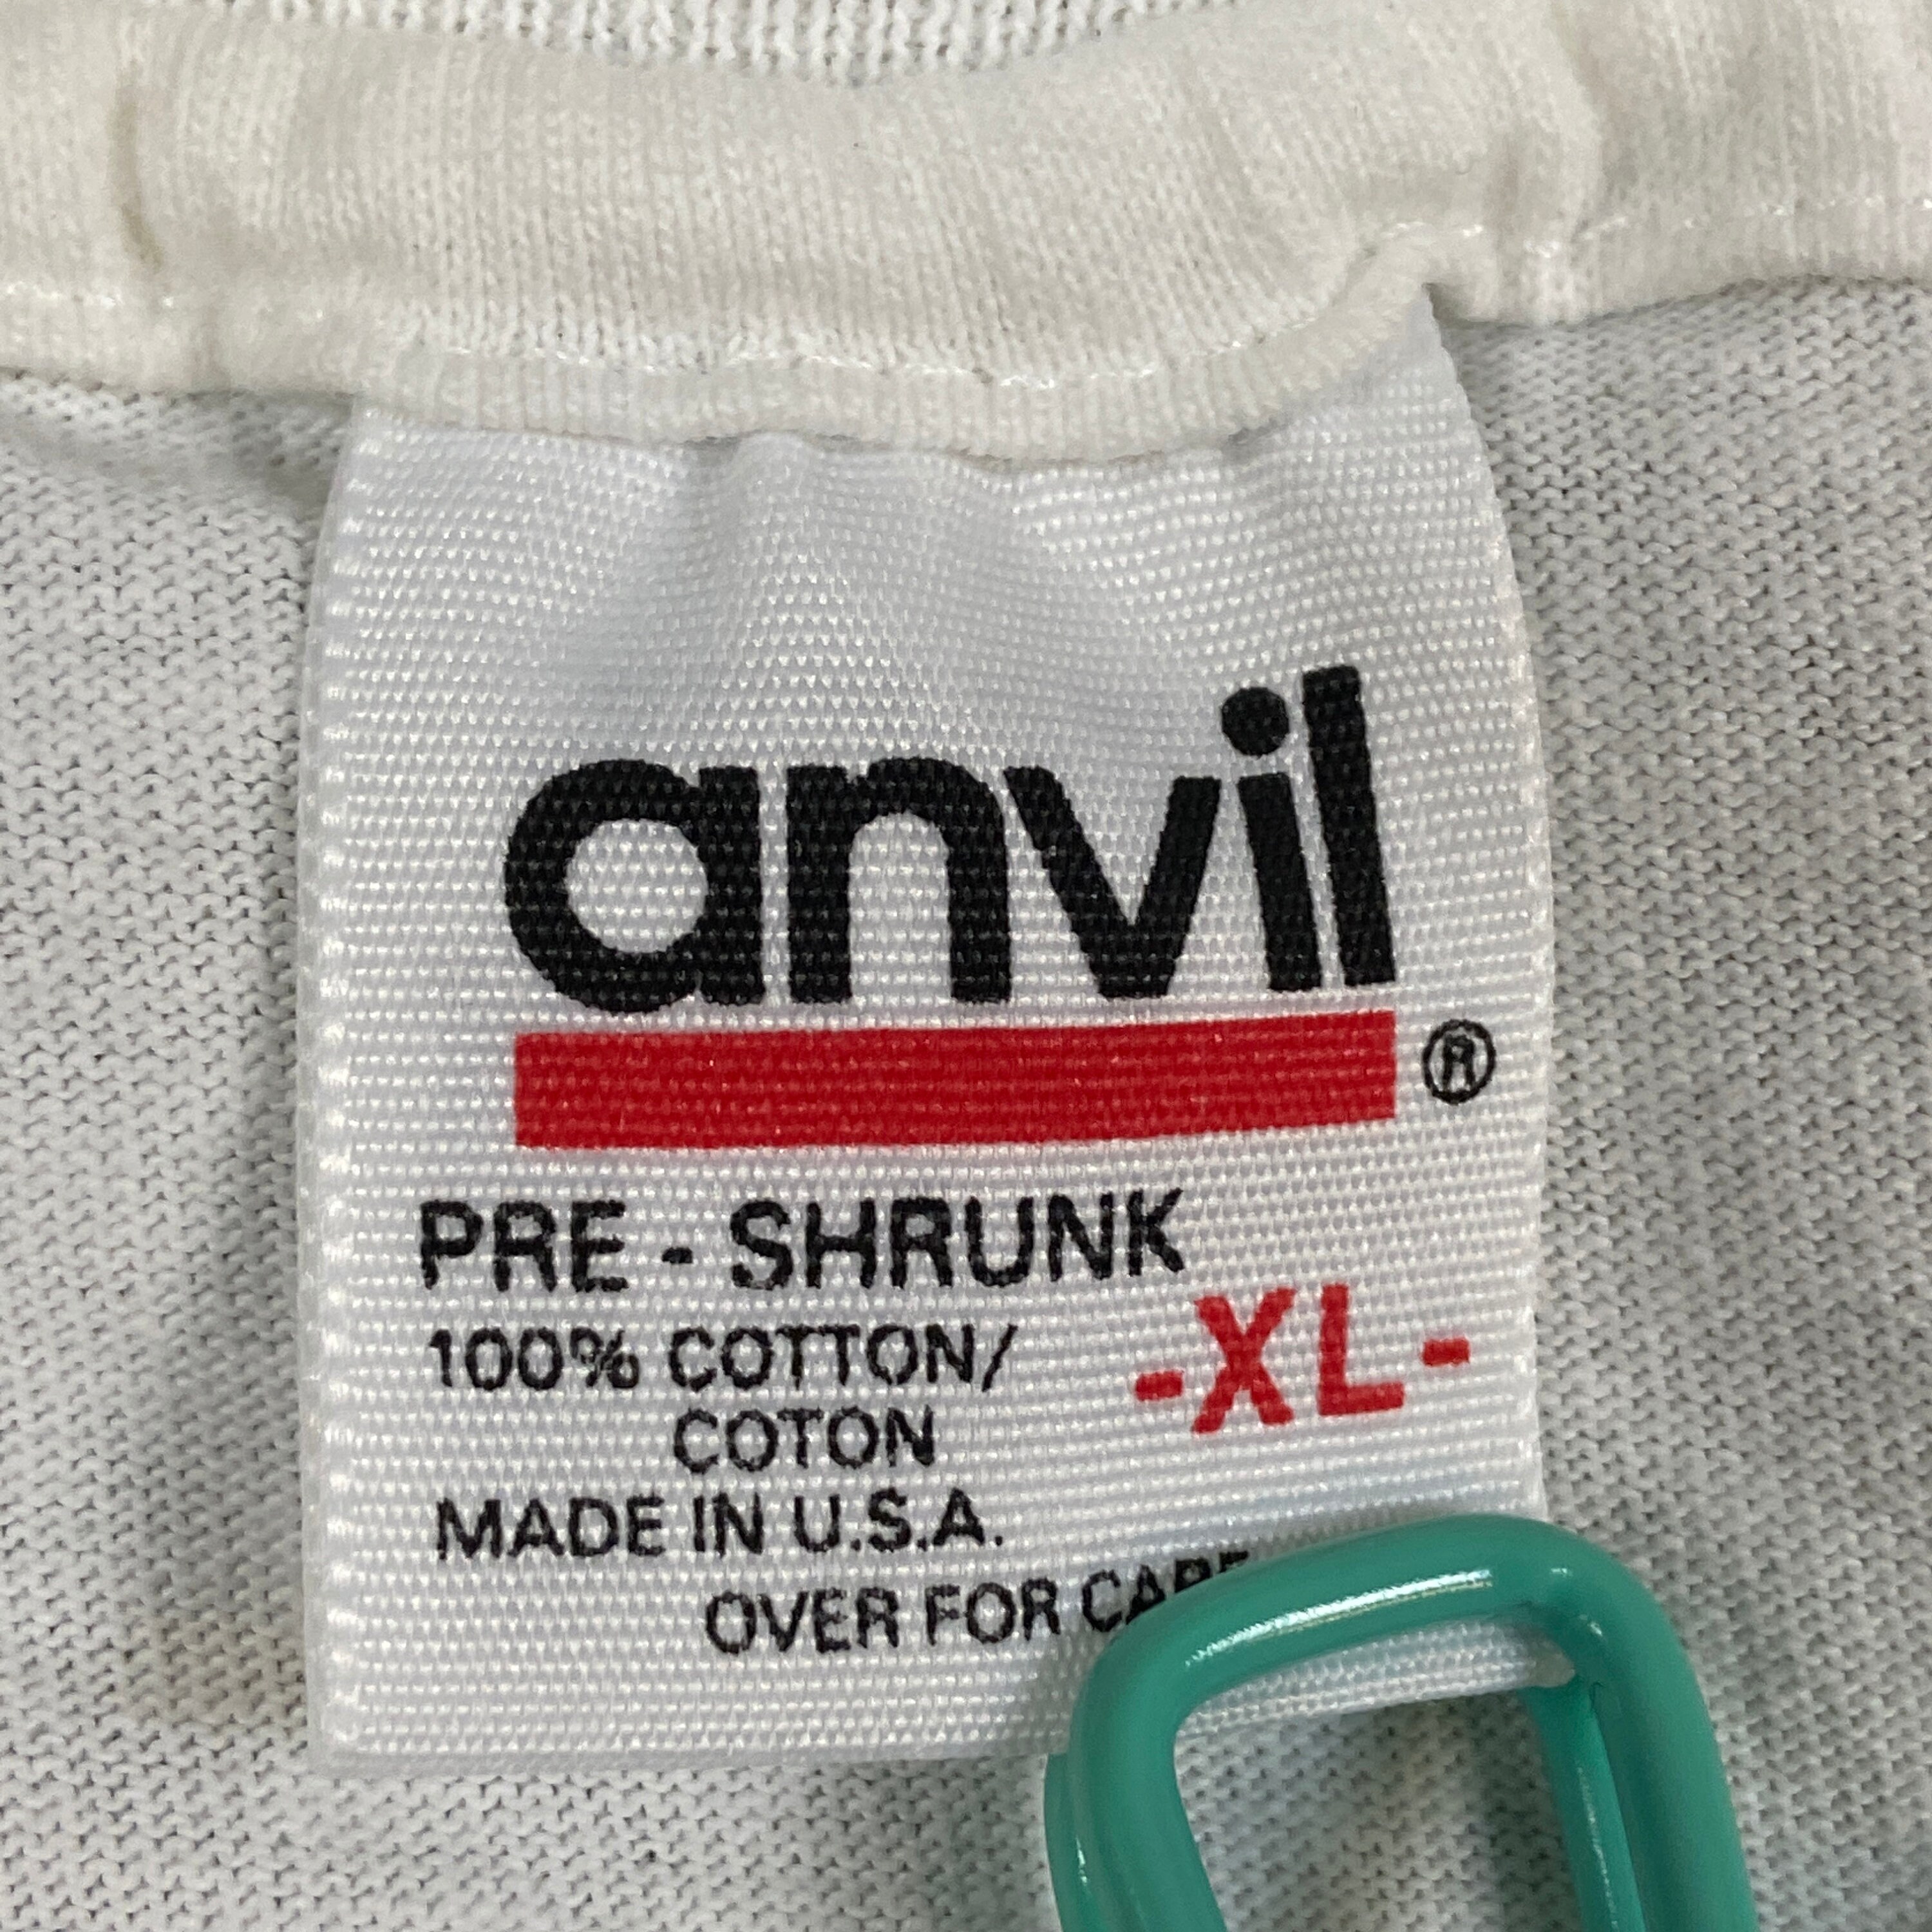 anvil
®
PRE - SHRUNK
-XL-
100% COTTON/
COTON
MADE IN U.S.A.
OVER FOR CARE